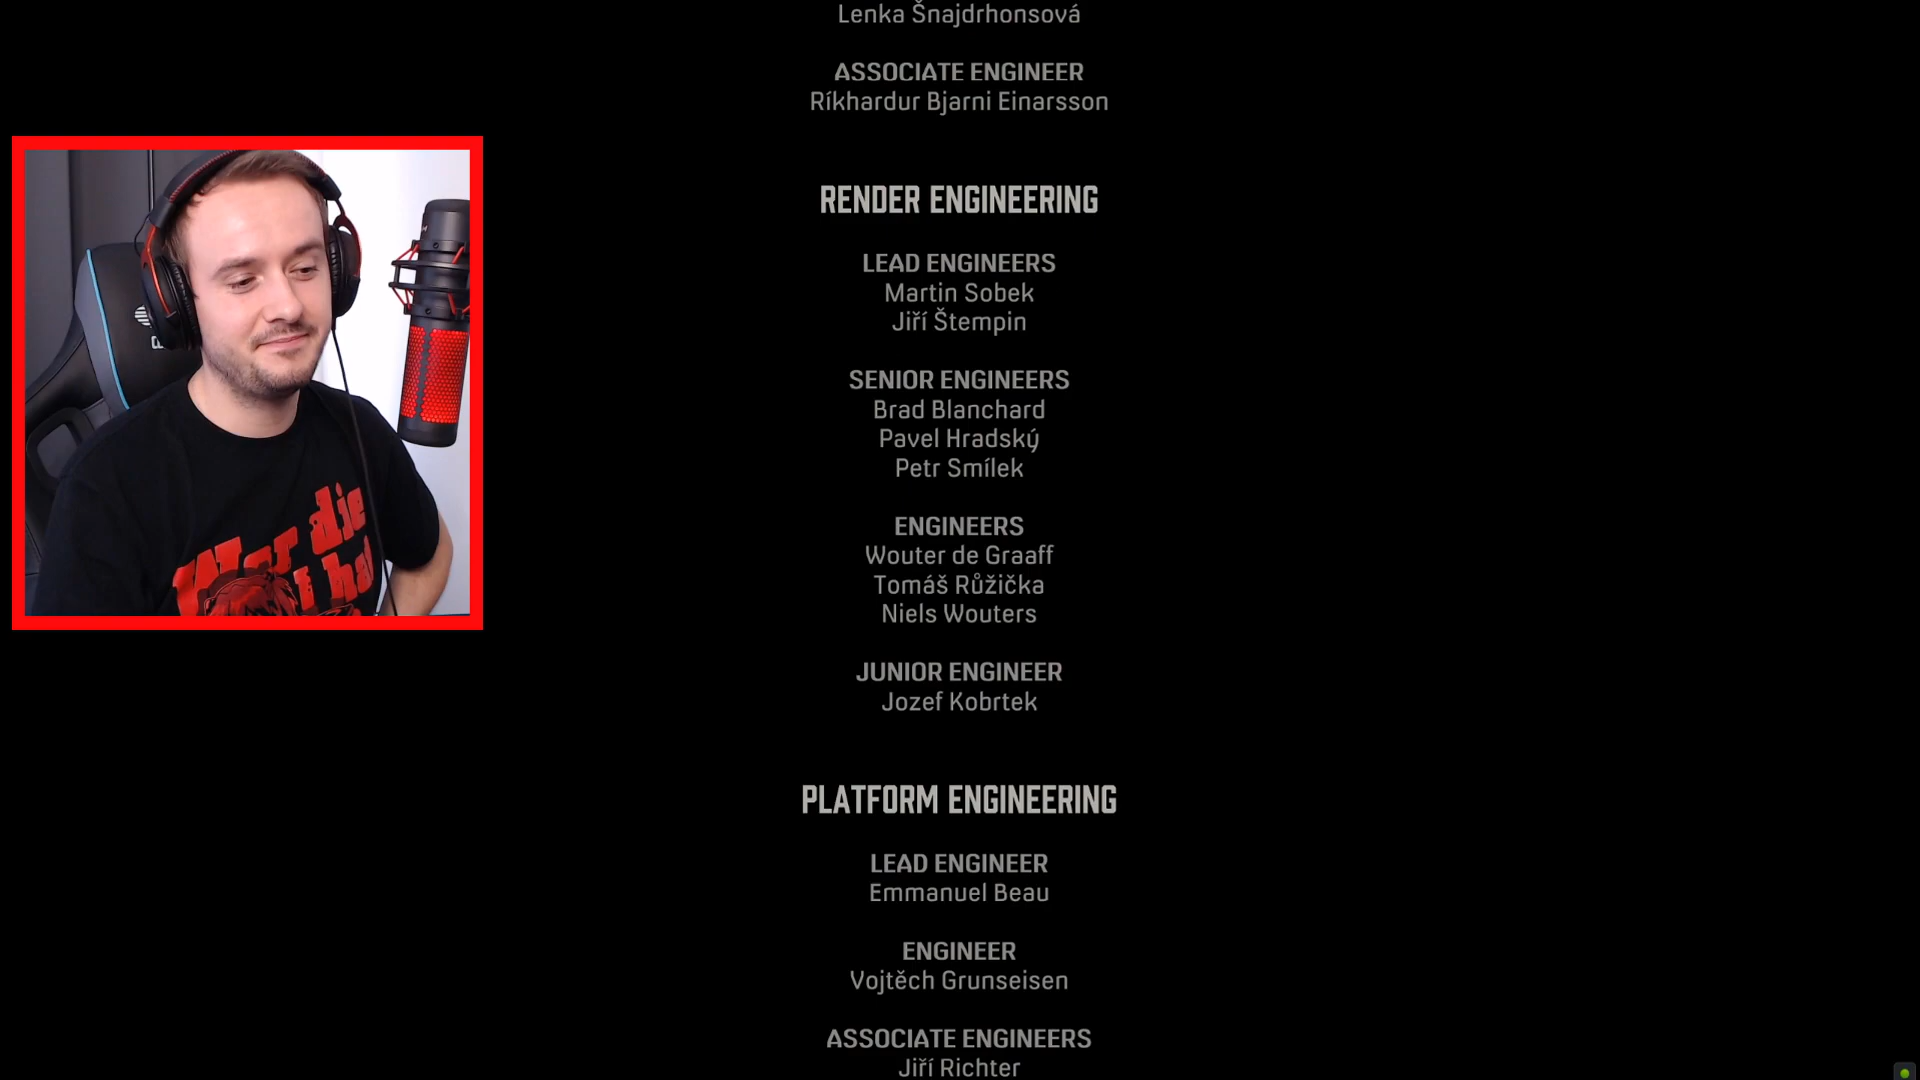 Lenka Šnajdrhonsová
ASSOCIATE ENGINEER
Ríkhardur Bjarni Einarsson
RENDER ENGINEERING
LEAD ENGINEERS
Martin Sobek
Jiří Štempin
SENIOR ENGINEERS
Brad Blanchard
Pavel Hradský
Petr Smílek
ENGINEERS
Wouter de Graaff
Tomáš Růžička
Niels Wouters
JUNIOR ENGINEER
Jozef Kobrtek
PLATFORM ENGINEERING
LEAD ENGINEER
Emmanuel Beau
ENGINEER
Vojtěch Grunseisen
ASSOCIATE ENGINEERS
Jiří Richter
Wer die